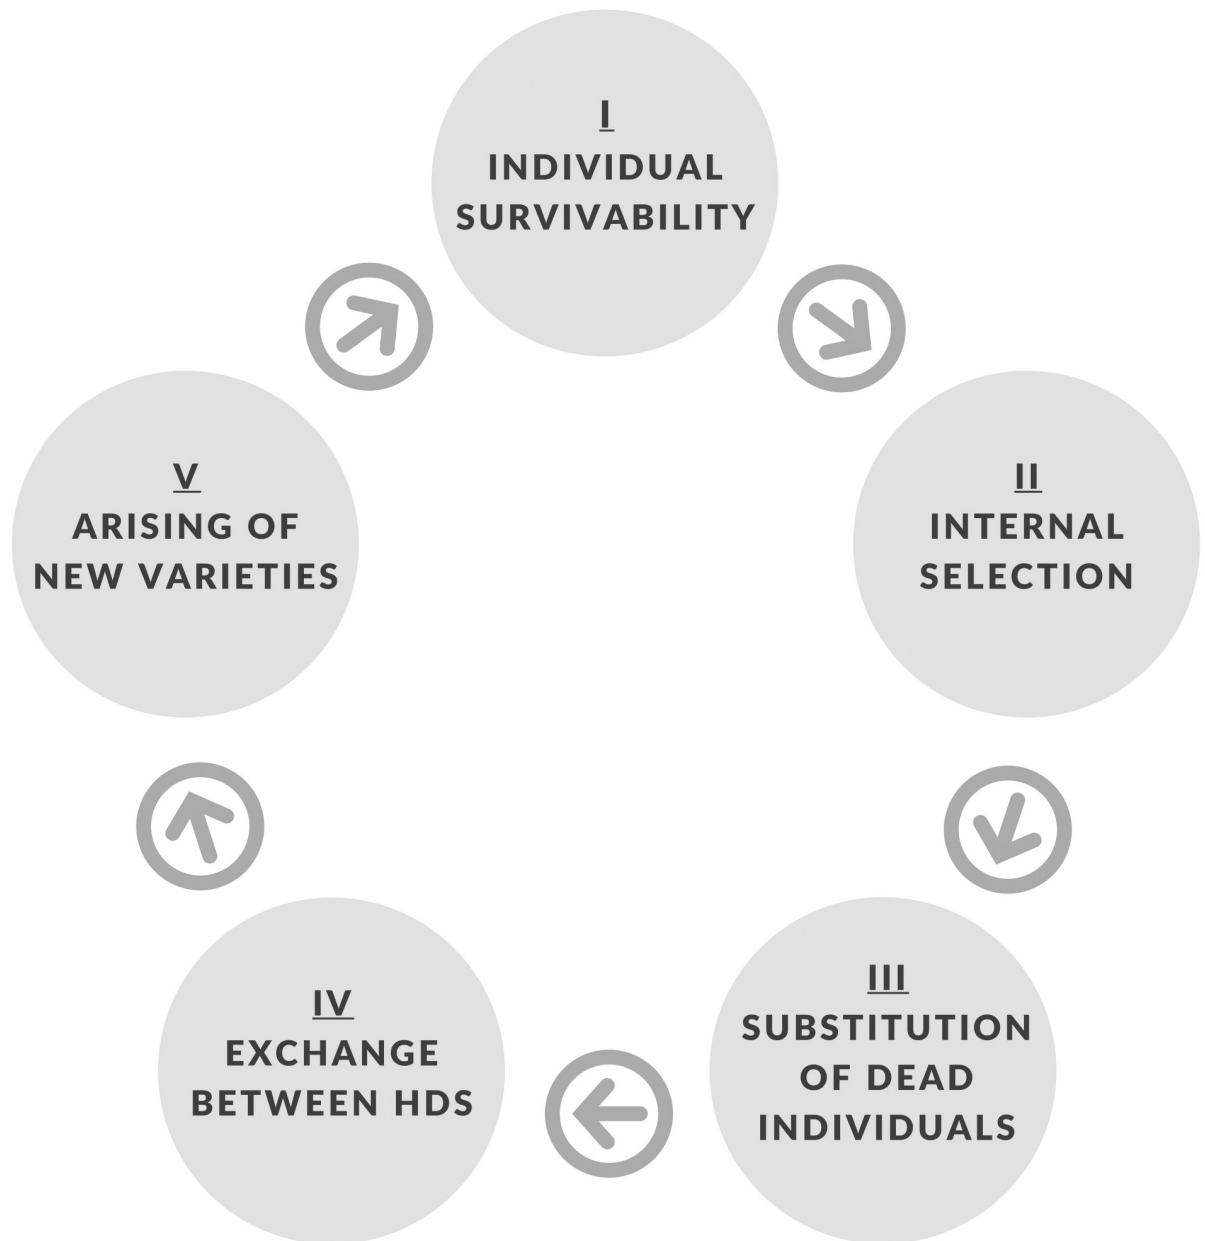 I
INDIVIDUAL
SURVIVABILITY
II
INTERNAL
SELECTION
III
SUBSTITUTION
OF DEAD
INDIVIDUALS
IV
EXCHANGE
BETWEEN HDS
V
ARISING OF
NEW VARIETIES